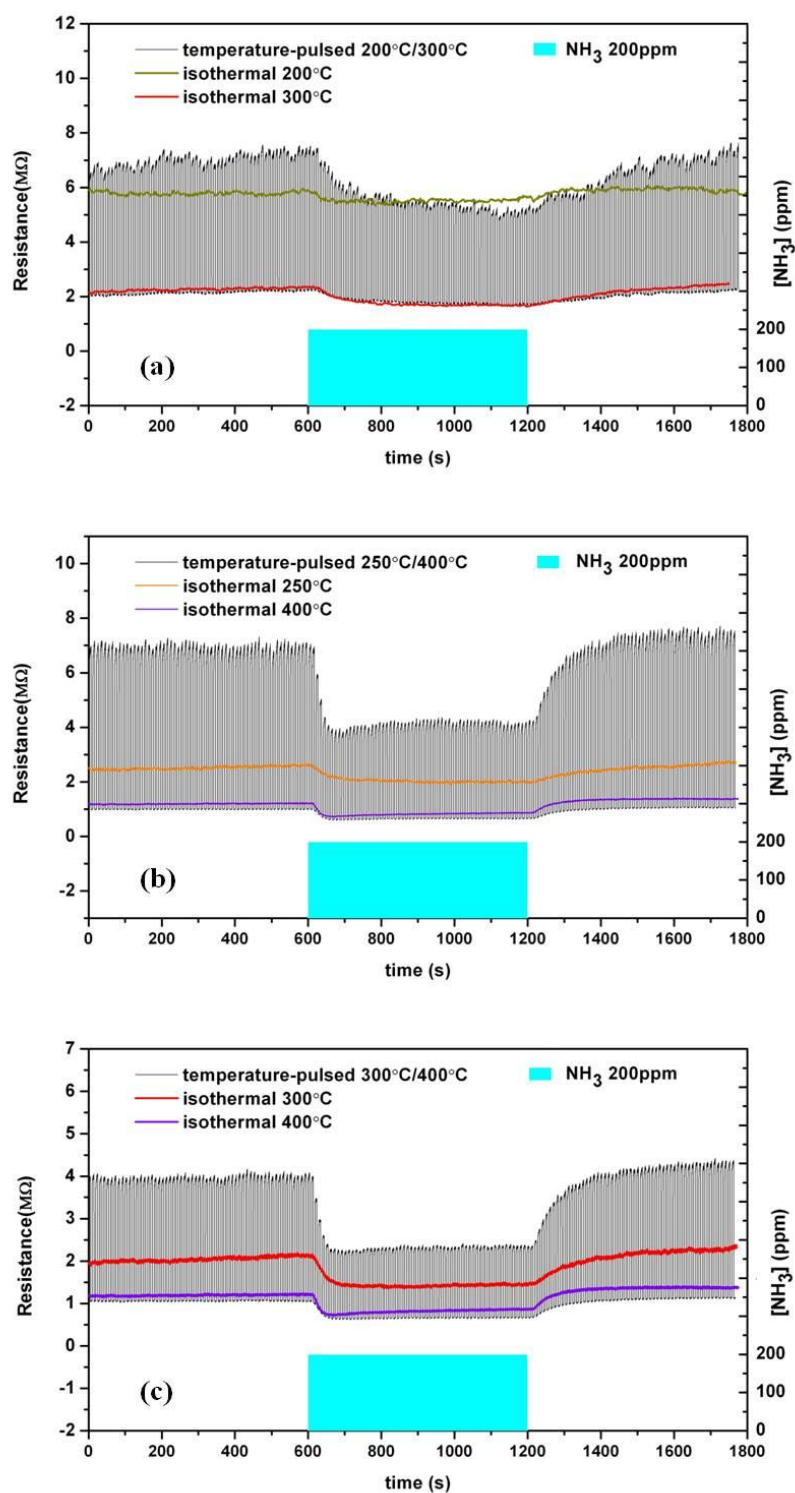 12
temperature-pulsed 200°C/300°C
NH3 200ppm
isothermal 200°C
10
isothermal 300°C
8
6
4
2
0
-2
Resistance(MΩ)
(a)
200
100
0
[NH3] (ppm)
0 200 400 600 800 1000 1200 1400 1600 1800
time (s)
temperature-pulsed 250°C/400°C
NH3 200ppm
10
isothermal 250°C
isothermal 400°C
8
6
4
2
0
-2
Resistance(MΩ)
(b)
200
100
0
[NH3] (ppm)
0 200 400 600 800 1000 1200 1400 1600 1800
time (s)
7
temperature-pulsed 300°C/400°C
NH3 200ppm
6
isothermal 300°C
isothermal 400°C
5
4
3
2
1
0
-1
-2
Resistance(MΩ)
(c)
200
100
0
[NH3] (ppm)
0 200 400 600 800 1000 1200 1400 1600 1800
time (s)